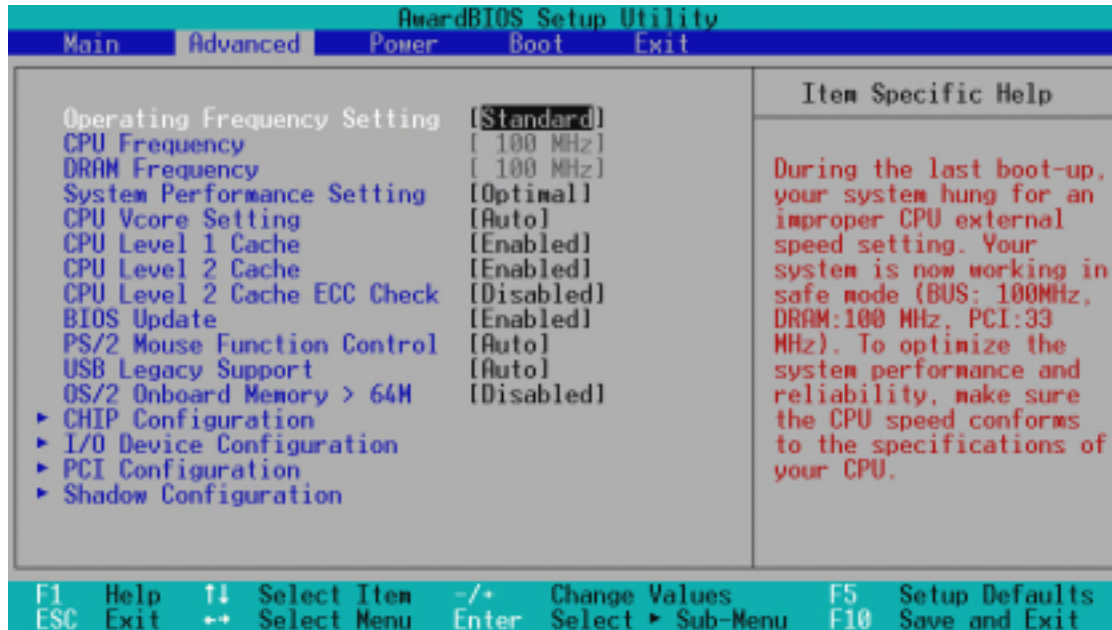 AwardBIOS Setup Utility
Main Advanced Power Boot Exit
Operating Frequency Setting [Standard]
CPU Frequency [ 100 MHz]
DRAM Frequency [ 100 MHz]
System Performance Setting [Optimal]
CPU Vcore Setting [Auto]
CPU Level 1 Cache [Enabled]
CPU Level 2 Cache [Enabled]
CPU Level 2 Cache ECC Check [Disabled]
BIOS Update [Enabled]
PS/2 Mouse Function Control [Auto]
USB Legacy Support [Auto]
OS/2 Onboard Memory > 64M [Disabled]
CHIP Configuration
I/O Device Configuration
PCI Configuration
Shadow Configuration
Item Specific Help
During the last boot-up,
your system hung for an
improper CPU external
speed setting. Your
system is now working in
safe mode (BUS: 100MHz,
DRAM:100 MHz, PCI:33
MHz). To optimize the
system performance and
reliability, make sure
the CPU speed conforms
to the specifications of
your CPU.
F1 Help ↑↓ Select Item -/+ Change Values F5 Setup Defaults
ESC Exit ←→ Select Menu Enter Select ▸ Sub-Menu F10 Save and Exit